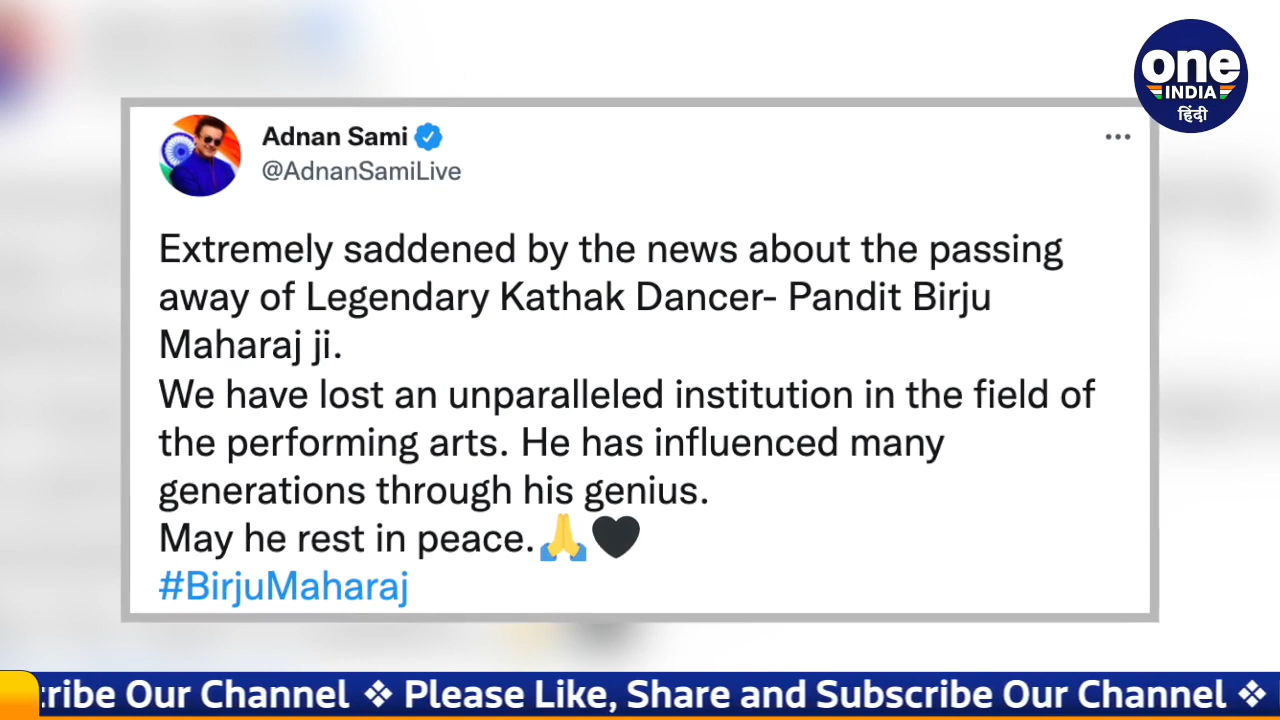 one
INDIA
हिंदी
Adnan Sami
@AdnanSamiLive
Extremely saddened by the news about the passing
away of Legendary Kathak Dancer- Pandit Birju
Maharaj ji.
We have lost an unparalleled institution in the field of
the performing arts. He has influenced many
generations through his genius.
May he rest in peace.🙏🖤
#BirjuMaharaj
cribe Our Channel ❖ Please Like, Share and Subscribe Our Channel ❖